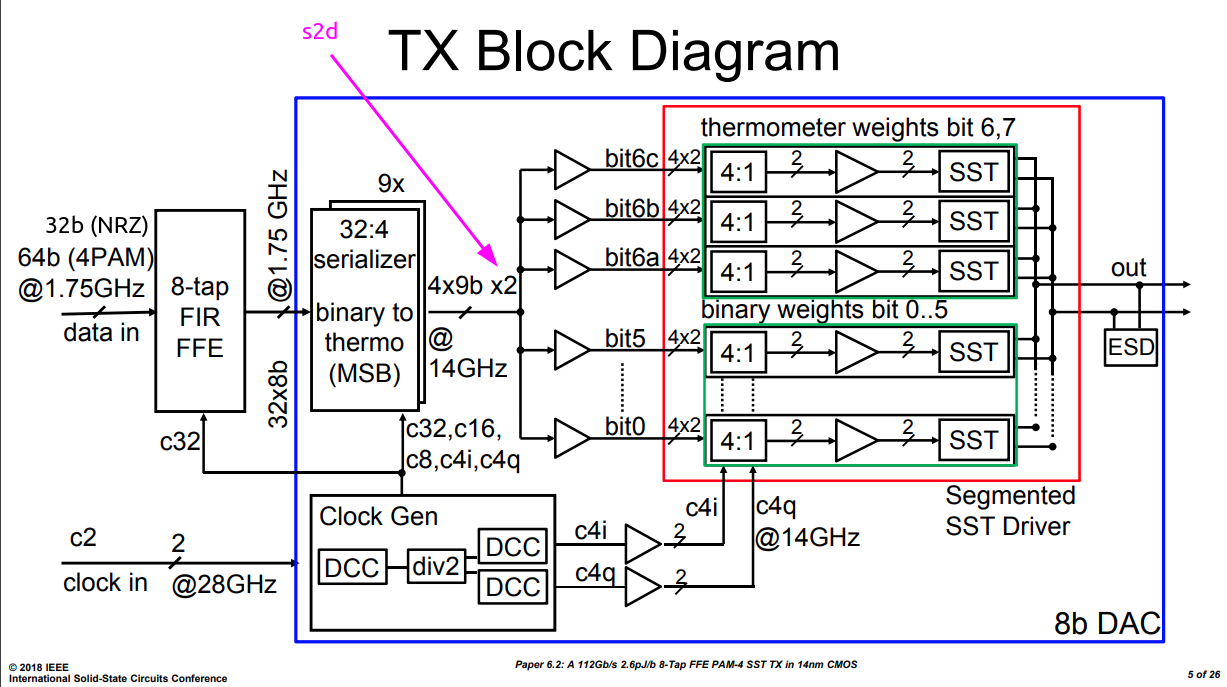 s2d
TX Block Diagram
thermometer weights bit 6,7
32b (NRZ)
64b (4PAM)
@1.75GHz
data in
8-tap
FIR
FFE
@1.75 GHz
32x8b
9x
32:4
serializer
binary to
thermo
(MSB)
4x9b x2
@
14GHz
bit6c
4x2
4:1
2
2
SST
bit6b
4x2
4:1
2
2
SST
bit6a
4x2
4:1
2
2
SST
out
ESD
binary weights bit 0..5
bit5
4x2
4:1
2
2
SST
bit0
4x2
4:1
2
2
SST
c32
c32,c16,
c8,c4i,c4q
Segmented
SST Driver
Clock Gen
DCC
div2
DCC
DCC
c4i
2
c4q
2
c4i
c4q
@14GHz
c2
2
clock in
@28GHz
8b DAC
© 2018 IEEE
International Solid-State Circuits Conference
Paper 6.2: A 112Gb/s 2.6pJ/b 8-Tap FFE PAM-4 SST TX in 14nm CMOS
5 of 26